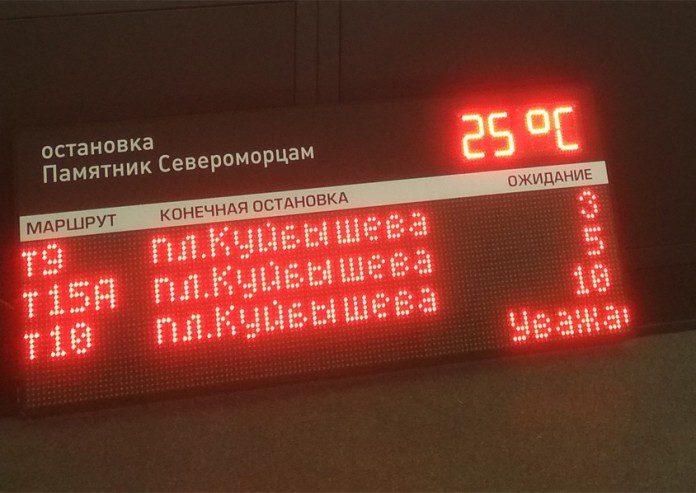 остановка
Памятник Североморцам
25 °C
МАРШРУТ КОНЕЧНАЯ ОСТАНОВКА ОЖИДАНИЕ
т9 пл.Куйбышева 3
т15А пл.Куйбышева 5
т10 пл.Куйбышева 10